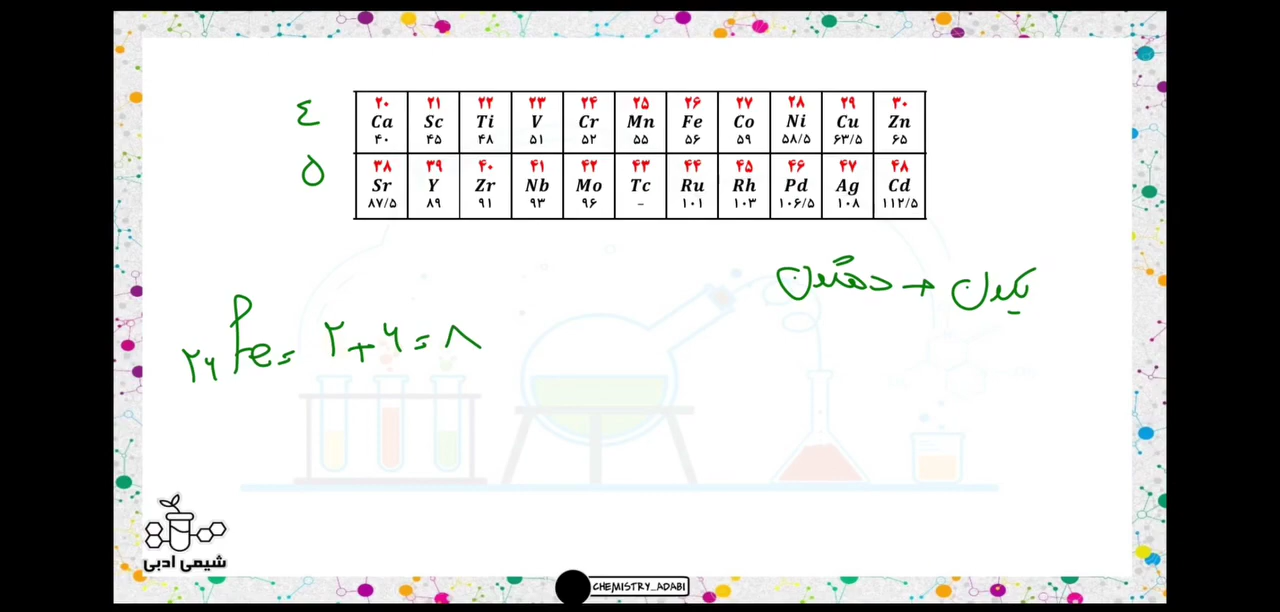 ۴ ۲۰ ۲۱ ۲۲ ۲۳ ۲۴ ۲۵ ۲۶ ۲۷ ۲۸ ۲۹ ۳۰
Ca Sc Ti V Cr Mn Fe Co Ni Cu Zn
۴۰ ۴۵ ۴۸ ۵۱ ۵۲ ۵۵ ۵۶ ۵۹ ۵۸/۵ ۶۳/۵ ۶۵
۵ ۳۸ ۳۹ ۴۰ ۴۱ ۴۲ ۴۳ ۴۴ ۴۵ ۴۶ ۴۷ ۴۸
Sr Y Zr Nb Mo Tc Ru Rh Pd Ag Cd
۸۷/۵ ۸۹ ۹۱ ۹۳ ۹۶ - ۱۰۱ ۱۰۳ ۱۰۶/۵ ۱۰۸ ۱۱۲/۵
۲۶Fe = ۲+۶=۸
شیمی ادبی
CHEMISTRY_ADABI